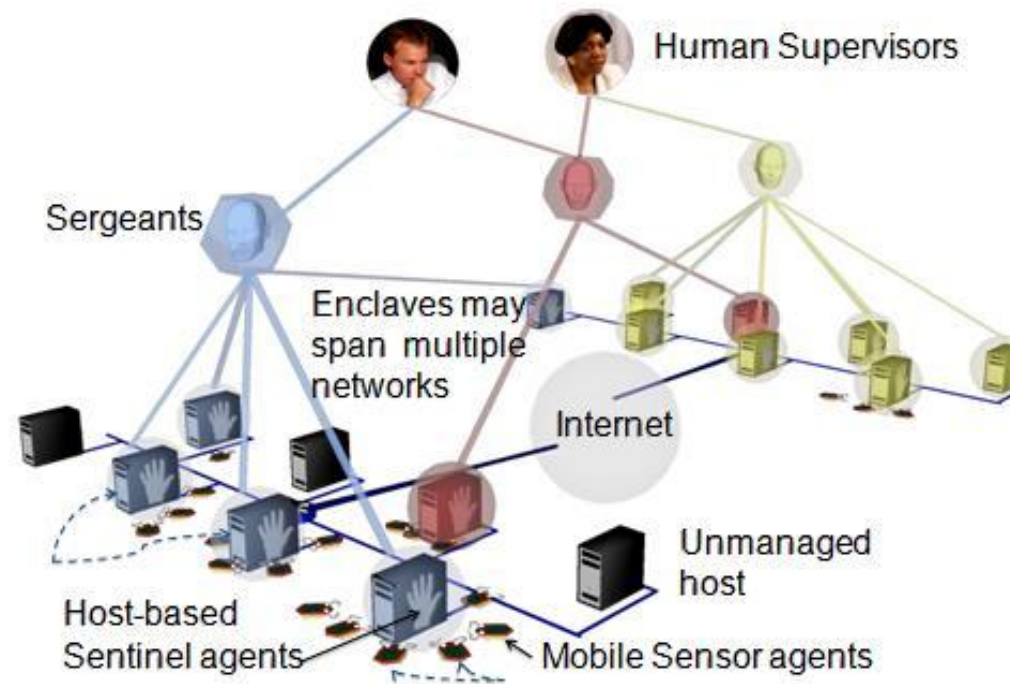 Human Supervisors
Sergeants
Enclaves may
span multiple
networks
Internet
Unmanaged
host
Host-based
Sentinel agents
Mobile Sensor agents